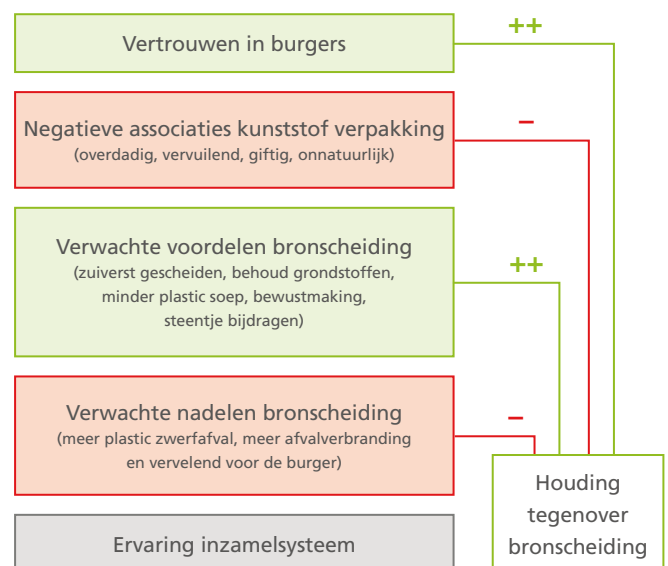 Vertrouwen in burgers
++
Negatieve associaties kunststof verpakking
(overdadig, vervuilend, giftig, onnatuurlijk)
–
Verwachte voordelen bronscheiding
(zuiverst gescheiden, behoud grondstoffen,
minder plastic soep, bewustmaking,
steentje bijdragen)
++
Verwachte nadelen bronscheiding
(meer plastic zwerfafval, meer afvalverbranding
en vervelend voor de burger)
–
Houding
tegenover
bronscheiding
Ervaring inzamelsysteem